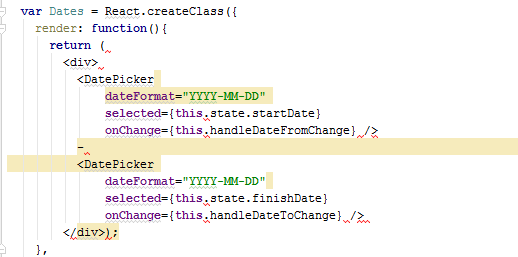 var Dates = React.createClass({
render: function(){
return (
<div>
<DatePicker
dateFormat="YYYY-MM-DD"
selected={this.state.startDate}
onChange={this.handleDateFromChange} />
-
<DatePicker
dateFormat="YYYY-MM-DD"
selected={this.state.finishDate}
onChange={this.handleDateToChange} />
</div>);
},